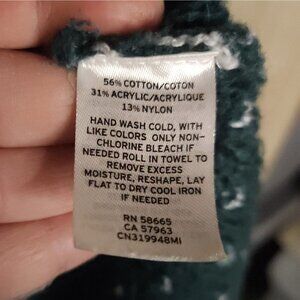 56% COTTON/COTON
31% ACRYLIC/ACRYLIQUE
13% NYLON
HAND WASH COLD, WITH
LIKE COLORS ONLY NON-
CHLORINE BLEACH IF
NEEDED ROLL IN TOWEL TO
REMOVE EXCESS
MOISTURE, RESHAPE, LAY
FLAT TO DRY COOL IRON
IF NEEDED
RN 58665
CA 57963
CN319948MI